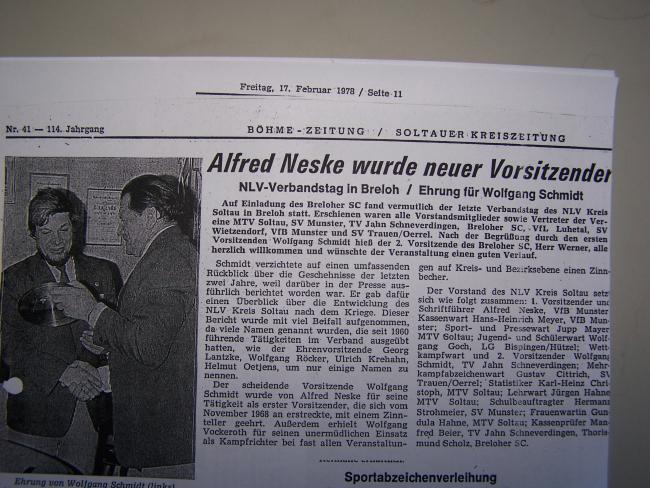 Freitag, 17. Februar 1978 / Seite 11
Nr. 41 — 114. Jahrgang
BÖHME-ZEITUNG / SOLTAUER KREISZEITUNG
Alfred Neske wurde neuer Vorsitzender
NLV-Verbandstag in Breloh / Ehrung für Wolfgang Schmidt
Auf Einladung des Breloher SC fand vermutlich der letzte Verbandstag des NLV Kreis
Soltau in Breloh statt. Erschienen waren alle Vorstandsmitglieder sowie Vertreter der Ver-
eine MTV Soltau, SV Munster, TV Jahn Schneverdingen, Breloher SC, VfL Luhetal, SV
Wietzendorf, VfB Munster und SV Trauen/Oerrel. Nach der Begrüßung durch den ersten
Vorsitzenden Wolfgang Schmidt hieß der 2. Vorsitzende des Breloher SC, Herr Werner, alle
herzlich willkommen und wünschte der Veranstaltung einen guten Verlauf.
Schmidt verzichtete auf einen umfassenden
Rückblick über die Geschehnisse der letzten
zwei Jahre, weil darüber in der Presse aus-
führlich berichtet worden war. Er gab dafür
einen Überblick über die Entwicklung des
NLV Kreis Soltau nach dem Kriege. Dieser
Bericht wurde mit viel Beifall aufgenommen,
da viele Namen genannt wurden, die seit 1960
führende Tätigkeiten im Verband ausgeübt
hatten, wie der Ehrenvorsitzende Georg
Lantzke, Wolfgang Röcker, Ulrich Krehahn,
Helmut Oetjens, um nur einige Namen zu
nennen.
Der scheidende Vorsitzende Wolfgang
Schmidt wurde von Alfred Neske für seine
Tätigkeit als erster Vorsitzender, die sich vom
November 1968 an erstreckte, mit einem Zinn-
teller geehrt. Außerdem erhielt Wolfgang
Vockeroth für seinen unermüdlichen Einsatz
als Kampfrichter bei fast allen Veranstaltun-
gen auf Kreis- und Bezirksebene einen Zinn-
becher.
Der Vorstand des NLV Kreis Soltau setzt
sich wie folgt zusammen: 1. Vorsitzender und
Schriftführer Alfred Neske, VfB Munster
Kassenwart Hans-Heinrich Meyer, VfB Mun-
ster; Sport- und Pressewart Jupp Mayer
MTV Soltau; Jugend- und Schülerwart Wolf-
gang Goch, LG Bispingen/Hützel; Wett-
kampfwart und 2. Vorsitzender Wolfgang
Schmidt, TV Jahn Schneverdingen; Mehr-
kampfabzeichenwart Gustav Cittrich, SV
Trauen/Oerrel; Statistiker Karl-Heinz Chri-
stoph, MTV Soltau; Lehrwart Jürgen Hahne
MTV Soltau; Schulbeauftragter Hermann
Strohmeier, SV Munster; Frauenwartin Gun-
dula Hahne, MTV Soltau; Kassenprüfer Man-
fred Beier, TV Jahn Schneverdingen, Thoris-
mund Scholz, Breloher SC.
Ehrung von Wolfgang Schmidt (links)
Sportabzeichenverleihung